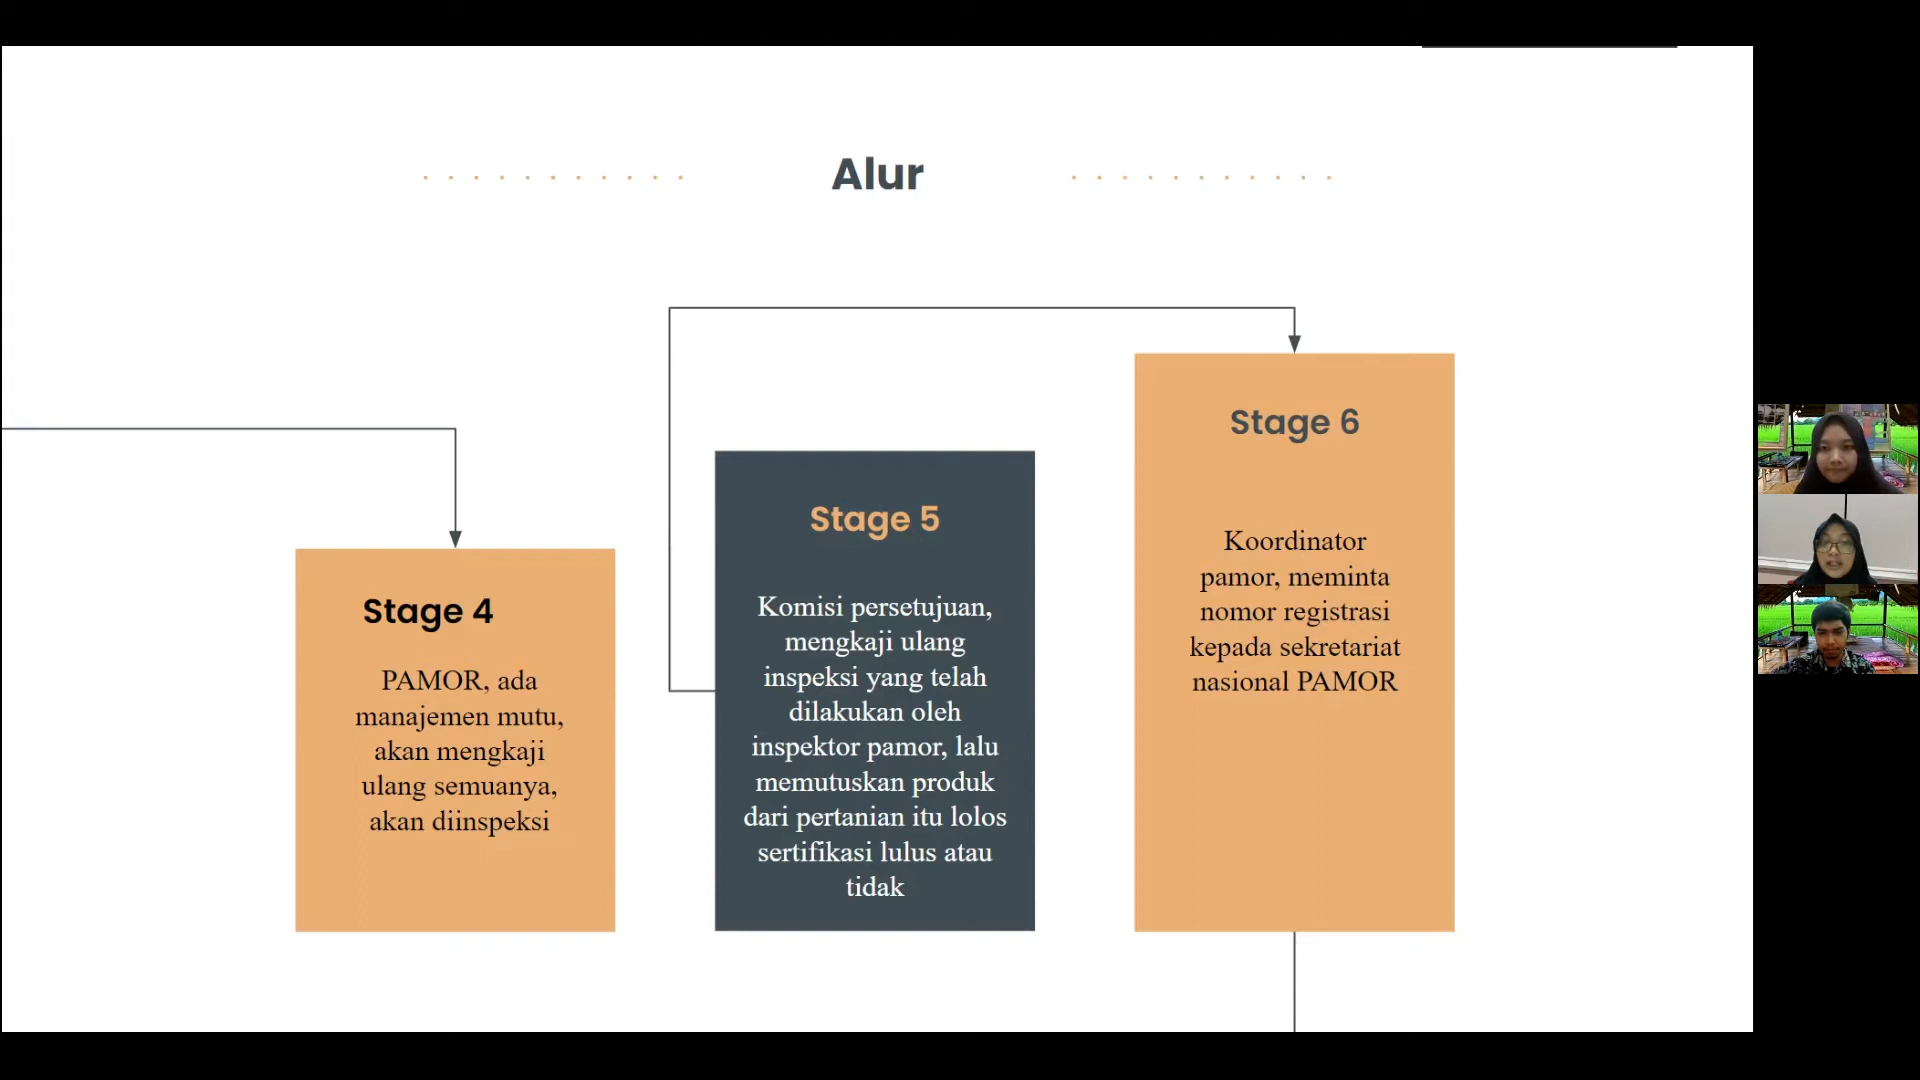 Alur
Stage 4
PAMOR, ada
manajemen mutu,
akan mengkaji
ulang semuanya,
akan diinspeksi
Stage 5
Komisi persetujuan,
mengkaji ulang
inspeksi yang telah
dilakukan oleh
inspektor pamor, lalu
memutuskan produk
dari pertanian itu lolos
sertifikasi lulus atau
tidak
Stage 6
Koordinator
pamor, meminta
nomor registrasi
kepada sekretariat
nasional PAMOR